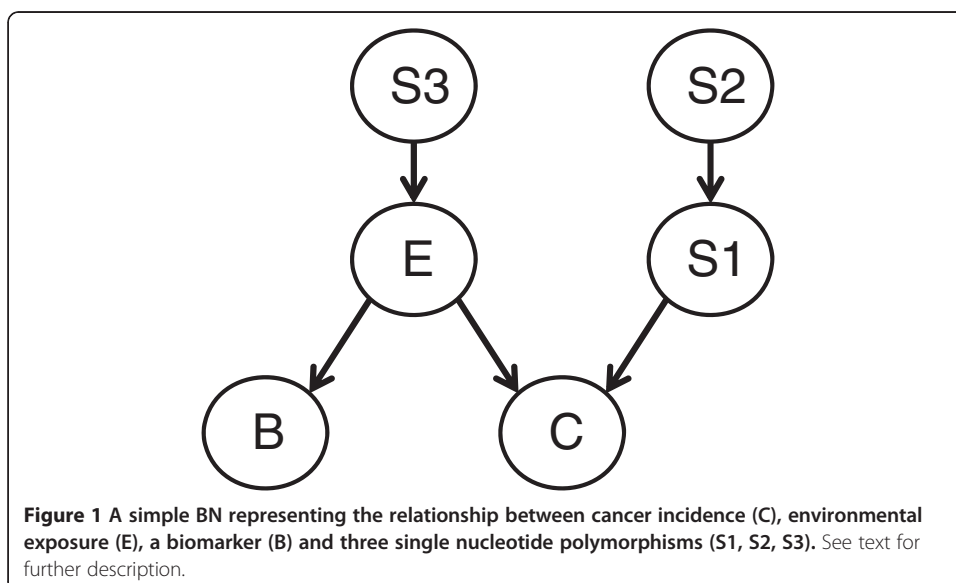 S3
S2
E
S1
B
C
Figure 1 A simple BN representing the relationship between cancer incidence (C), environmental
exposure (E), a biomarker (B) and three single nucleotide polymorphisms (S1, S2, S3). See text for
further description.